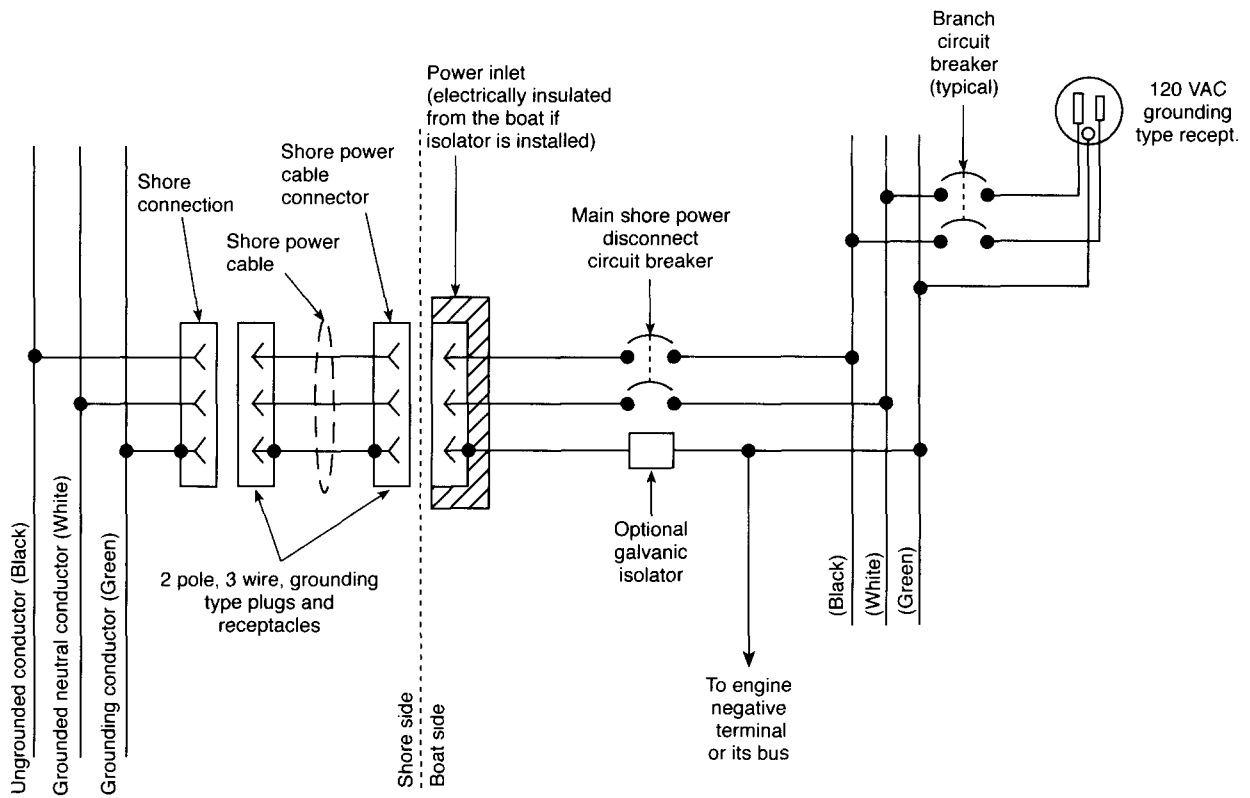 Branch
circuit
breaker
(typical)
120 VAC
grounding
type recept.
Power inlet
(electrically insulated
from the boat if
isolator is installed)
Shore power
cable
connector
Shore
connection
Shore power
cable
Main shore power
disconnect
circuit breaker
Optional
galvanic
isolator
2 pole, 3 wire, grounding
type plugs and
receptacles
Ungrounded conductor (Black)
Grounded neutral conductor (White)
Grounding conductor (Green)
Shore side
Boat side
(Black)
(White)
(Green)
To engine
negative
terminal
or its bus